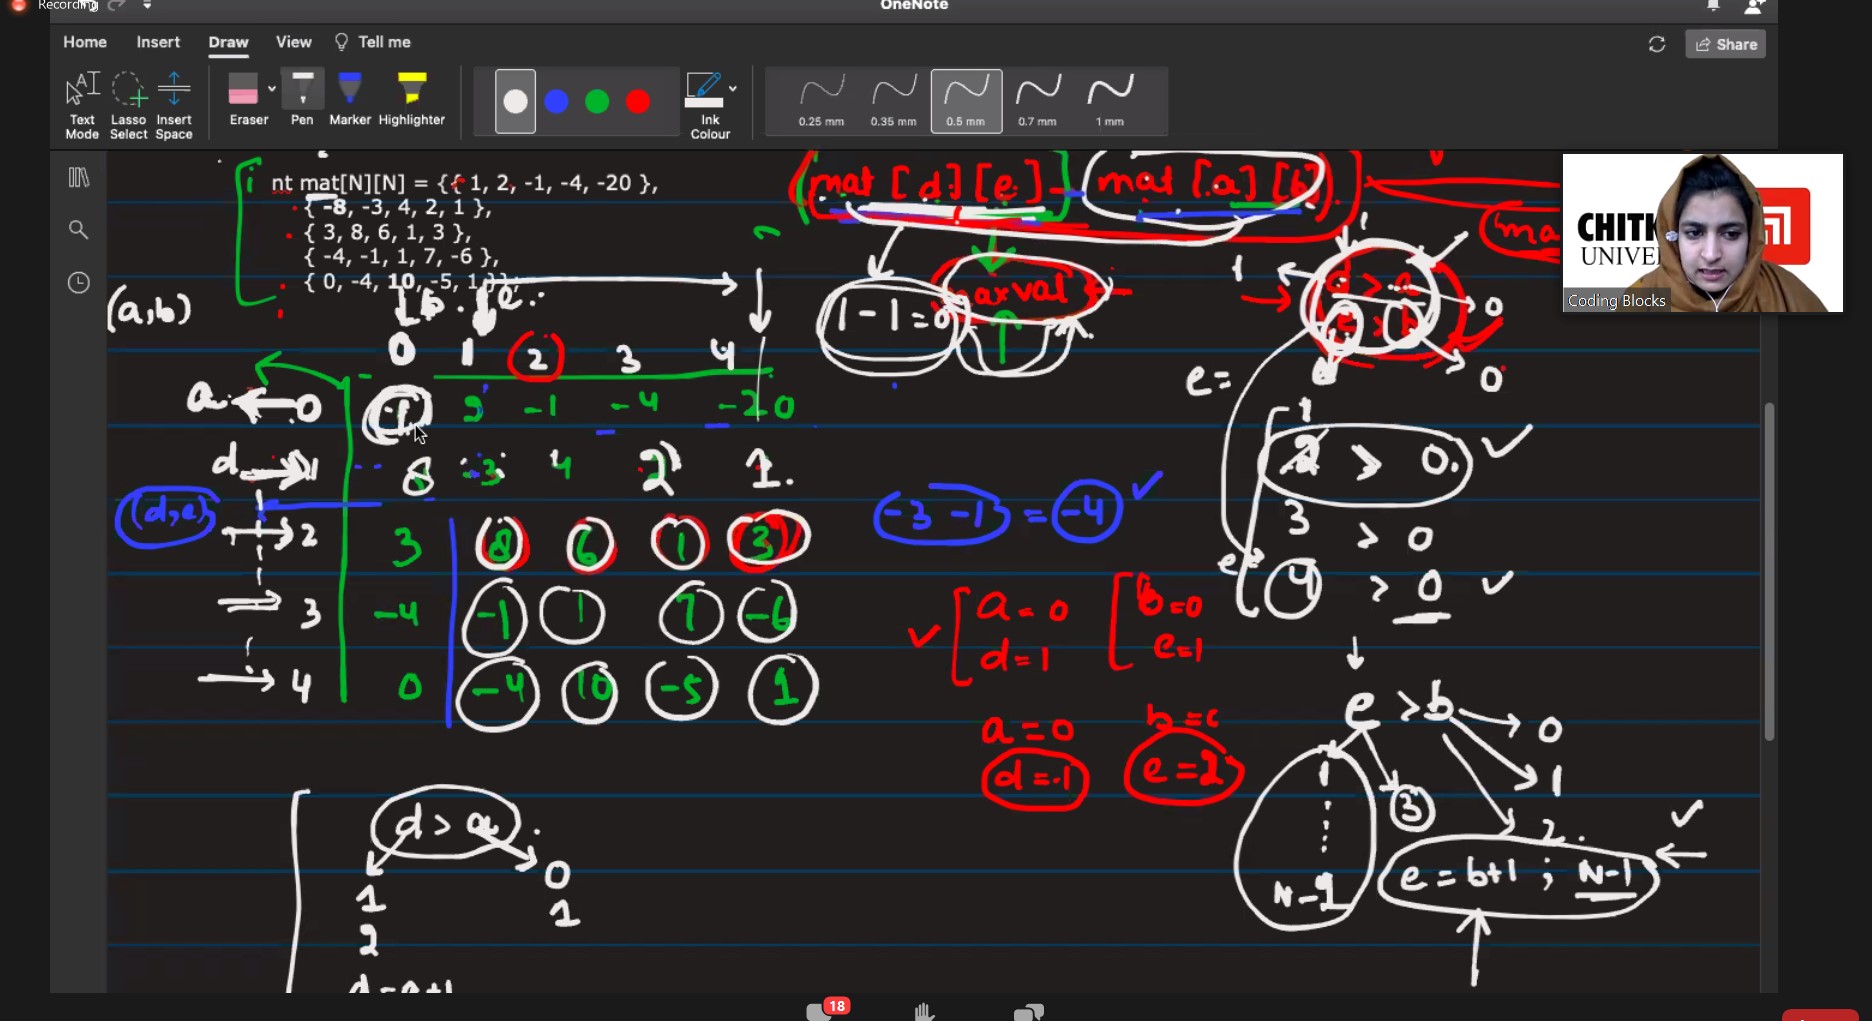 Recording
OneNote
Home Insert Draw View Tell me
Share
Text Mode
Lasso Select
Insert Space
Eraser
Pen
Marker
Highlighter
Ink Colour
0.25 mm
0.35 mm
0.5 mm
0.7 mm
1 mm
nt mat[N][N] = {{ 1, 2, -1, -4, -20 },
{ -8, -3, 4, 2, 1 },
{ 3, 8, 6, 1, 3 },
{ -4, -1, 1, 7, -6 },
{ 0, -4, 10, -5, 1 }};
i
mat [d][e] - mat [a][b]
ma
CHITK
UNIVE
Coding Blocks
(a,b)
b e
1 - 1 = 0
axval
d > a
1
0
0
0 1 2 3 4
e =
a 0 2 -1 -4 -20
d 1 8 -3 4 2 1.
1
2 > 0. ✓
(d,e)
2 3 8 6 1 3
-3 -1 = -4 ✓
3 > 0
e
4 > 0 ✓
3 -4 -1 1 7 -6
✓ a = 0 b = 0
d = 1 e = 1
4 0 -4 10 -5 1
e > b 0
a = 0
d = 1 e = 2
1 3 1
2.
✓
N-1
e = b+1 ; N-1
d > a.
0
1 1
2
d = a+1
18